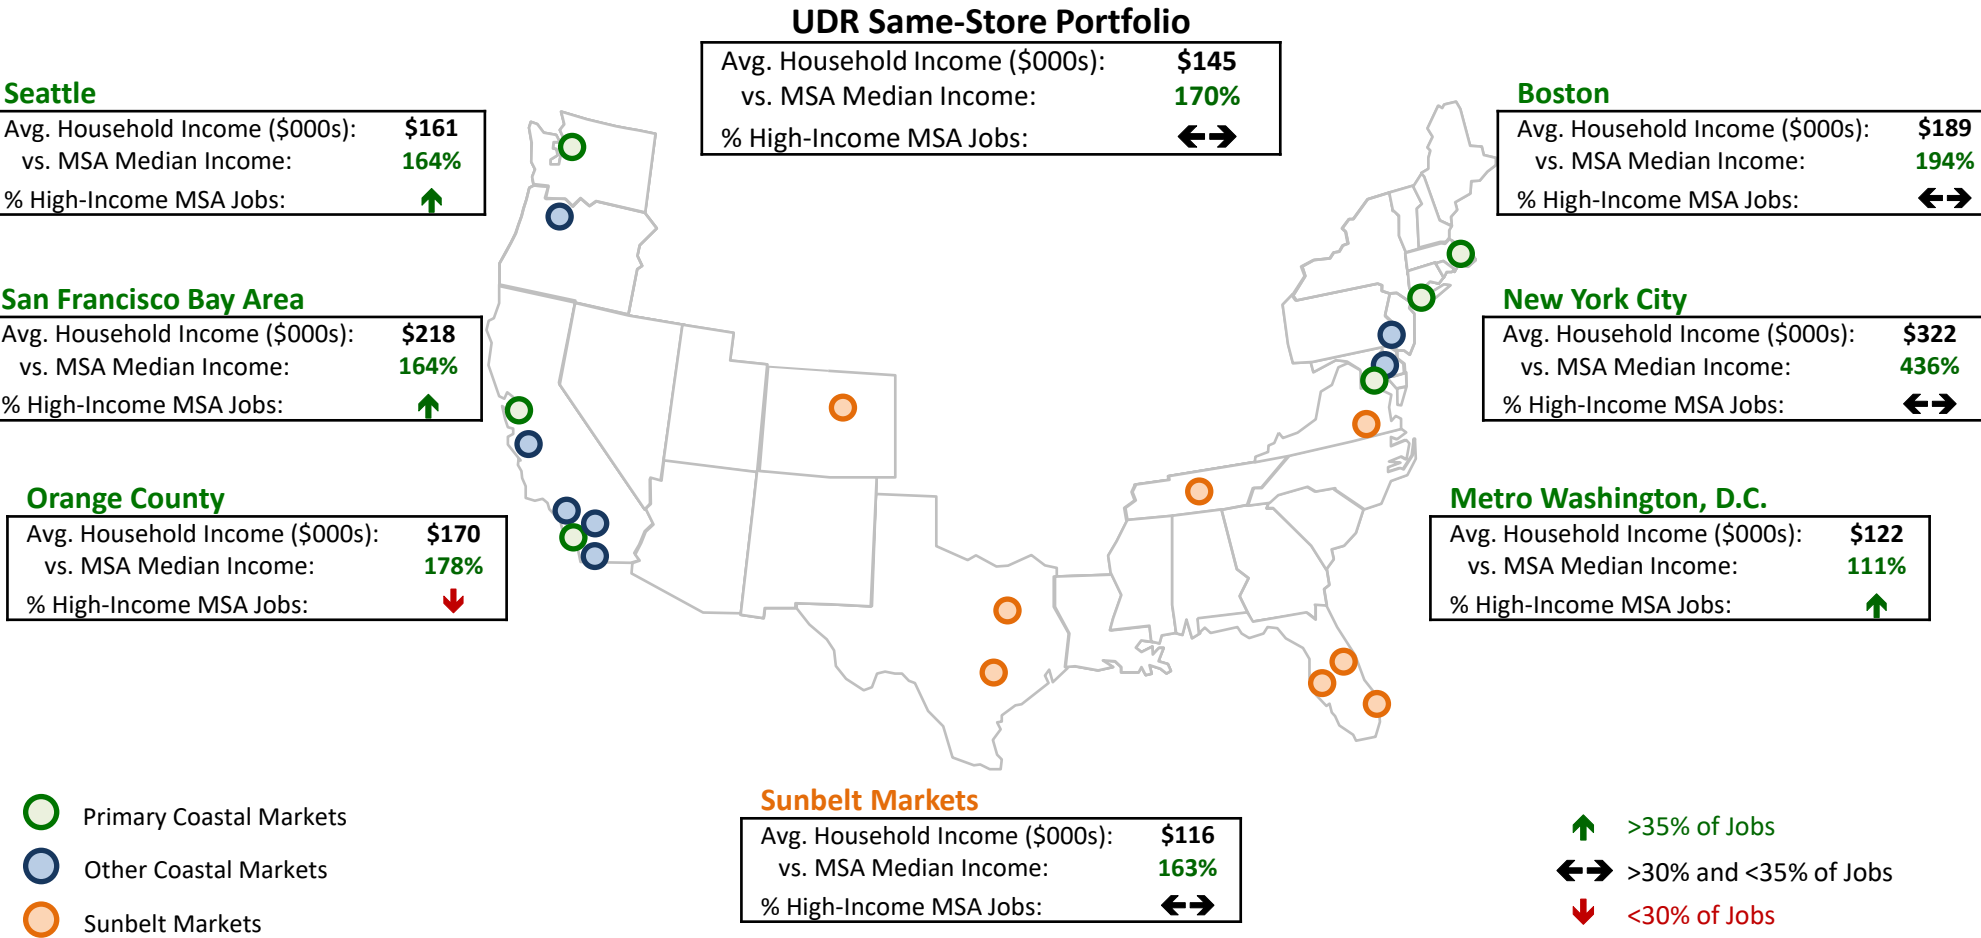 UDR Same-Store Portfolio
Avg. Household Income ($000s): $145
vs. MSA Median Income: 170%
% High-Income MSA Jobs:
Seattle
Avg. Household Income ($000s): $161
vs. MSA Median Income: 164%
% High-Income MSA Jobs:
Boston
Avg. Household Income ($000s): $189
vs. MSA Median Income: 194%
% High-Income MSA Jobs:
San Francisco Bay Area
Avg. Household Income ($000s): $218
vs. MSA Median Income: 164%
% High-Income MSA Jobs:
New York City
Avg. Household Income ($000s): $322
vs. MSA Median Income: 436%
% High-Income MSA Jobs:
Orange County
Avg. Household Income ($000s): $170
vs. MSA Median Income: 178%
% High-Income MSA Jobs:
Metro Washington, D.C.
Avg. Household Income ($000s): $122
vs. MSA Median Income: 111%
% High-Income MSA Jobs:
Sunbelt Markets
Avg. Household Income ($000s): $116
vs. MSA Median Income: 163%
% High-Income MSA Jobs:
Primary Coastal Markets
Other Coastal Markets
Sunbelt Markets
>35% of Jobs
>30% and <35% of Jobs
<30% of Jobs